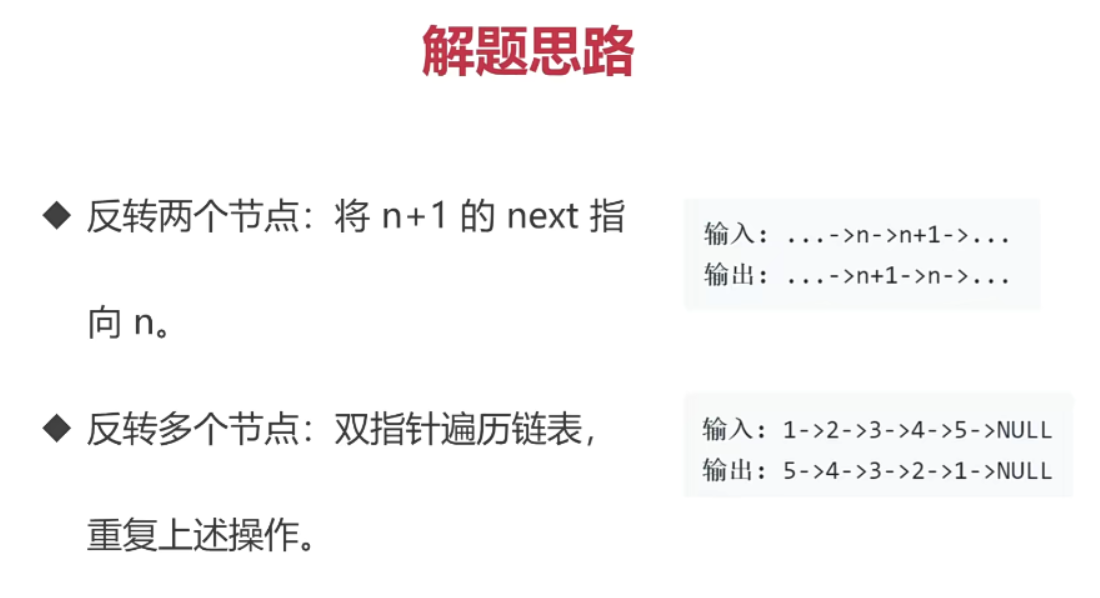 解题思路
◆ 反转两个节点：将 n+1 的 next 指
向 n。
输入: ...->n->n+1->...
输出: ...->n+1->n->...
◆ 反转多个节点：双指针遍历链表，
重复上述操作。
输入: 1->2->3->4->5->NULL
输出: 5->4->3->2->1->NULL